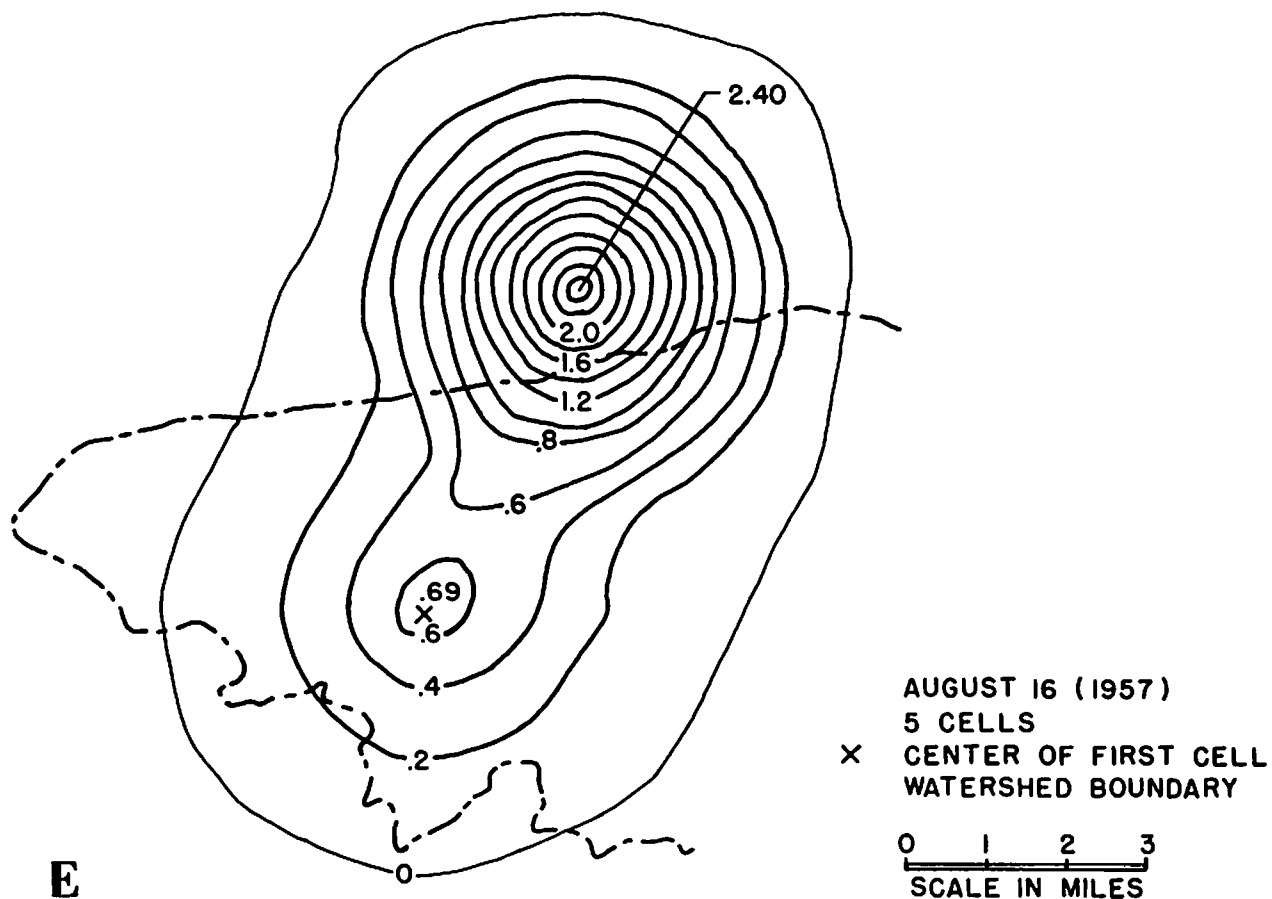 2.40
2.0
1.6
1.2
.8
.6
.69
.6
.4
.2
0
AUGUST 16 (1957)
5 CELLS
× CENTER OF FIRST CELL
WATERSHED BOUNDARY
0 1 2 3
SCALE IN MILES
E